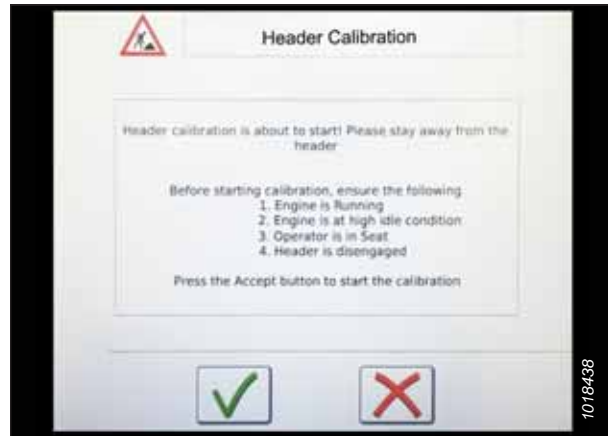 Header Calibration
Header calibration is about to start! Please stay away from the
header
Before starting calibration, ensure the following
1. Engine is Running
2. Engine is at high idle condition
3. Operator is in Seat
4. Header is disengaged
Press the Accept button to start the calibration
1018438